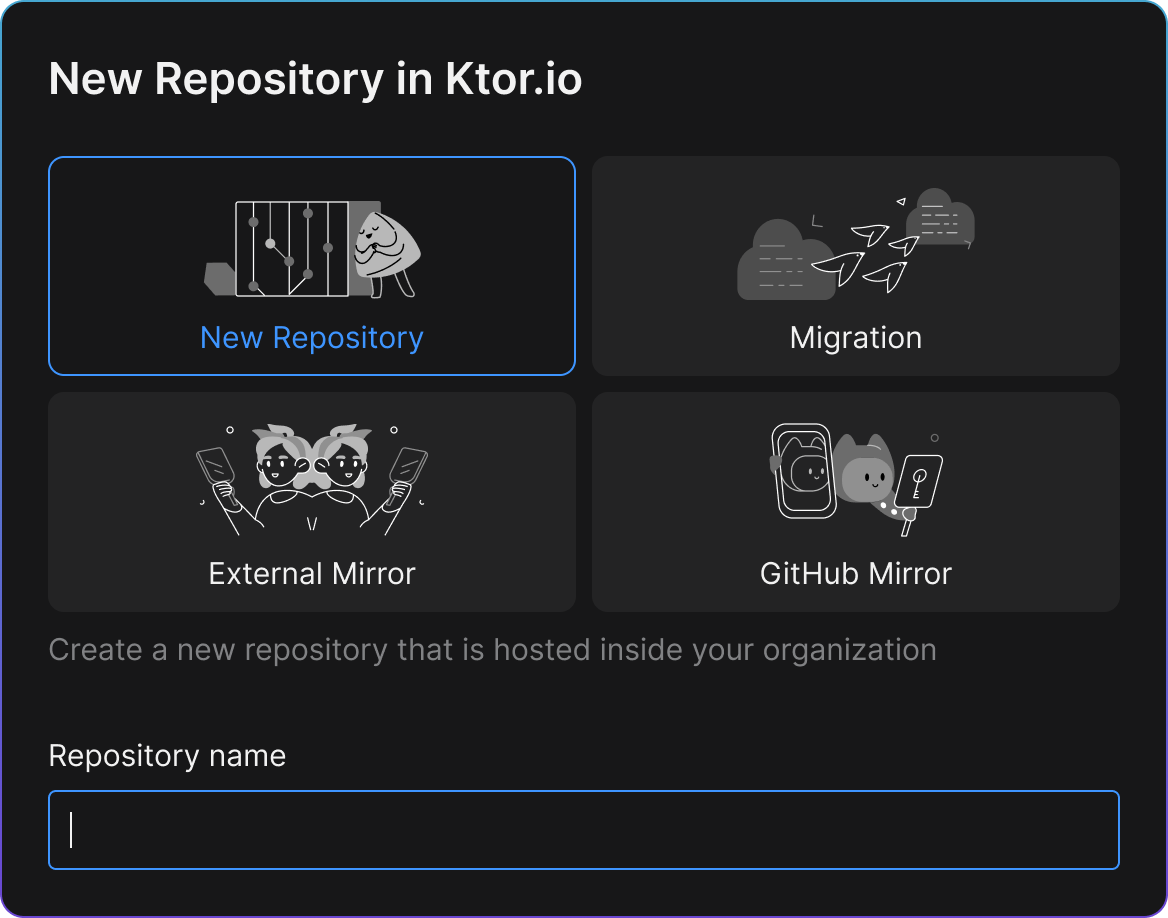 New Repository in Ktor.io
New Repository
Migration
External Mirror
GitHub Mirror
Create a new repository that is hosted inside your organization
Repository name